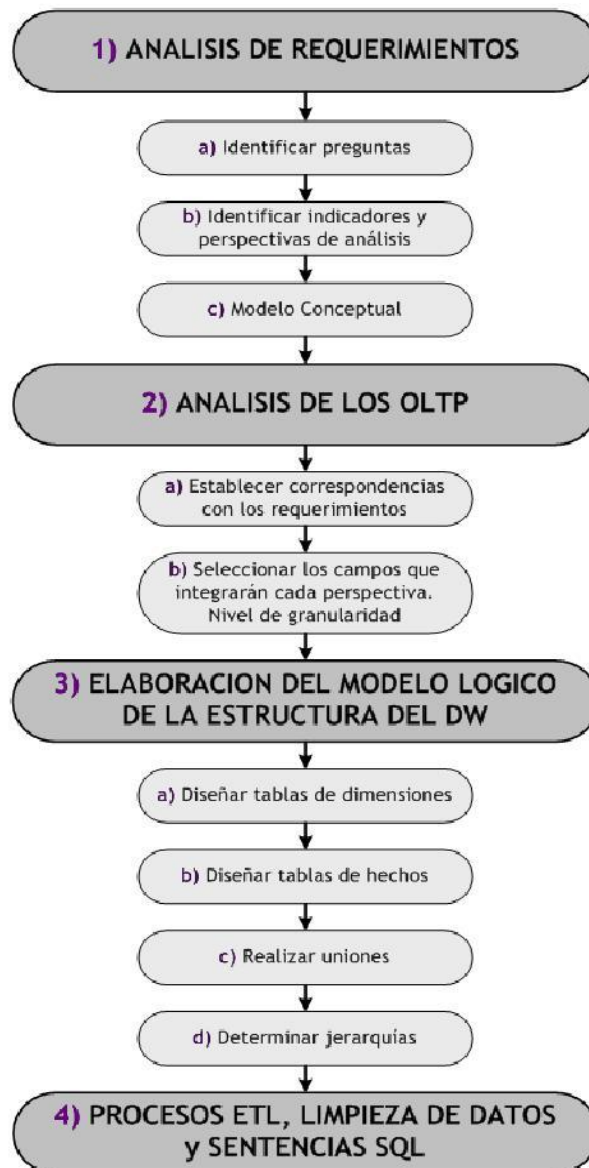 1) ANALISIS DE REQUERIMIENTOS
a) Identificar preguntas
b) Identificar indicadores y
perspectivas de análisis
c) Modelo Conceptual
2) ANALISIS DE LOS OLTP
a) Establecer correspondencias
con los requerimientos
b) Seleccionar los campos que
integrarán cada perspectiva.
Nivel de granularidad
3) ELABORACION DEL MODELO LOGICO
DE LA ESTRUCTURA DEL DW
a) Diseñar tablas de dimensiones
b) Diseñar tablas de hechos
c) Realizar uniones
d) Determinar jerarquías
4) PROCESOS ETL, LIMPIEZA DE DATOS
y SENTENCIAS SQL